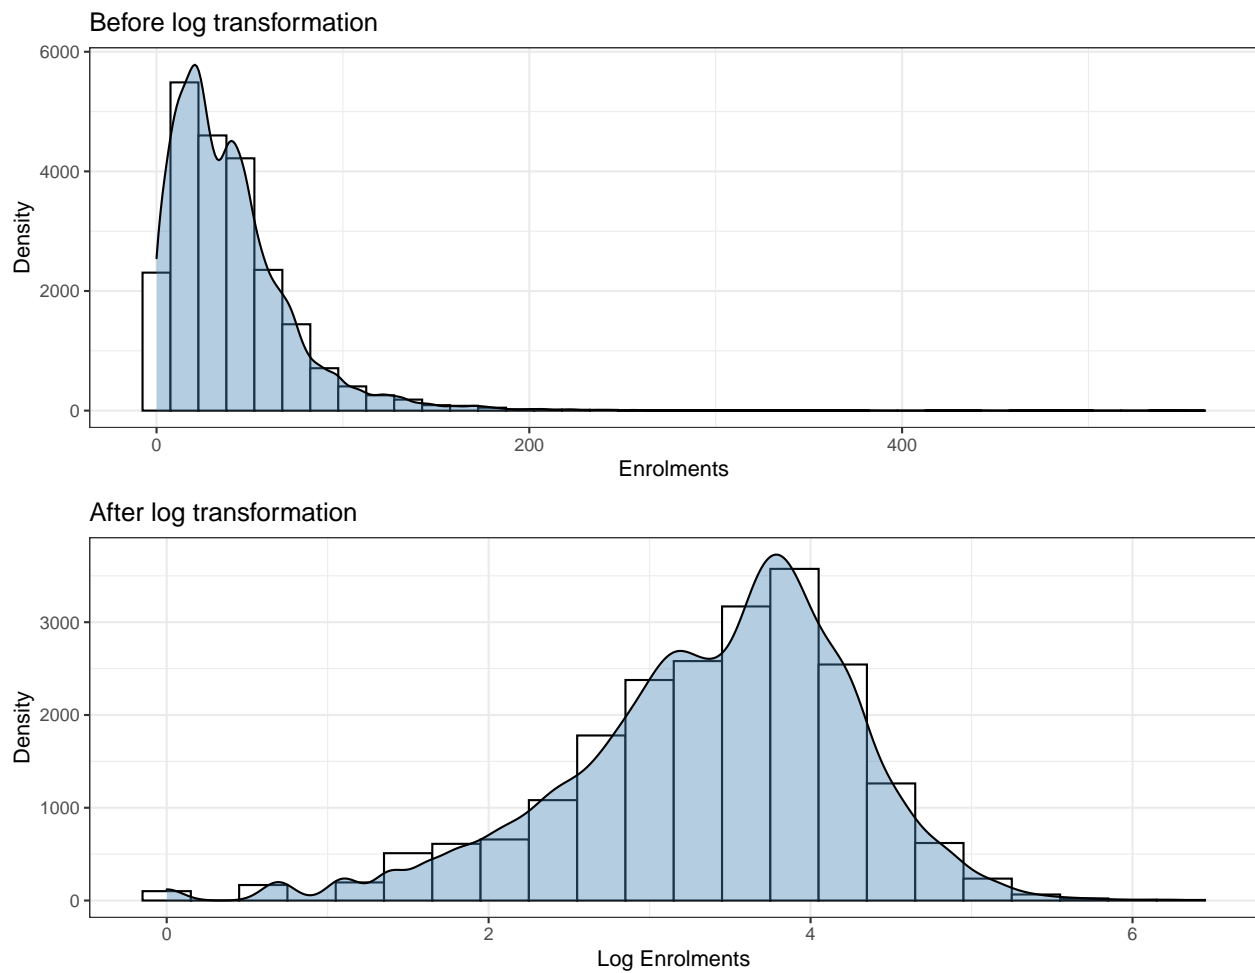 Before log transformation
6000
4000
2000
0
Density
0 200 400
Enrolments
After log transformation
3000
2000
1000
0
Density
0 2 4 6
Log Enrolments